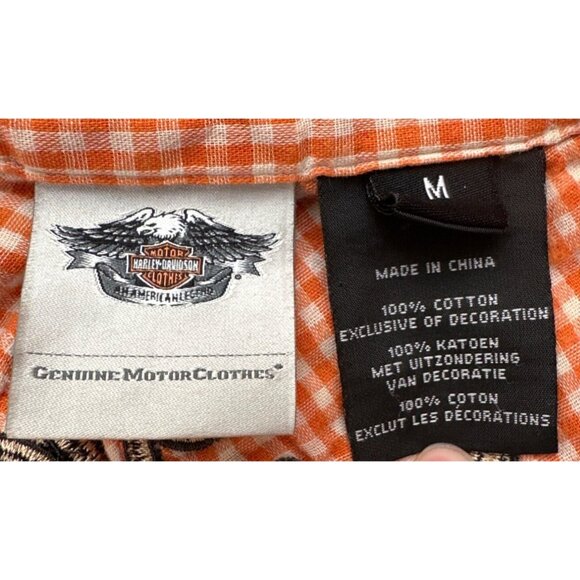 MOTOR
HARLEY-DAVIDSON
CLOTHES
®
AN AMERICAN LEGEND
GENUINE MOTORCLOTHES®
M
MADE IN CHINA
100% COTTON
EXCLUSIVE OF DECORATION
100% KATOEN
MET UITZONDERING
VAN DECORATIE
100% COTON
EXCLUT LES DÉCORATIONS